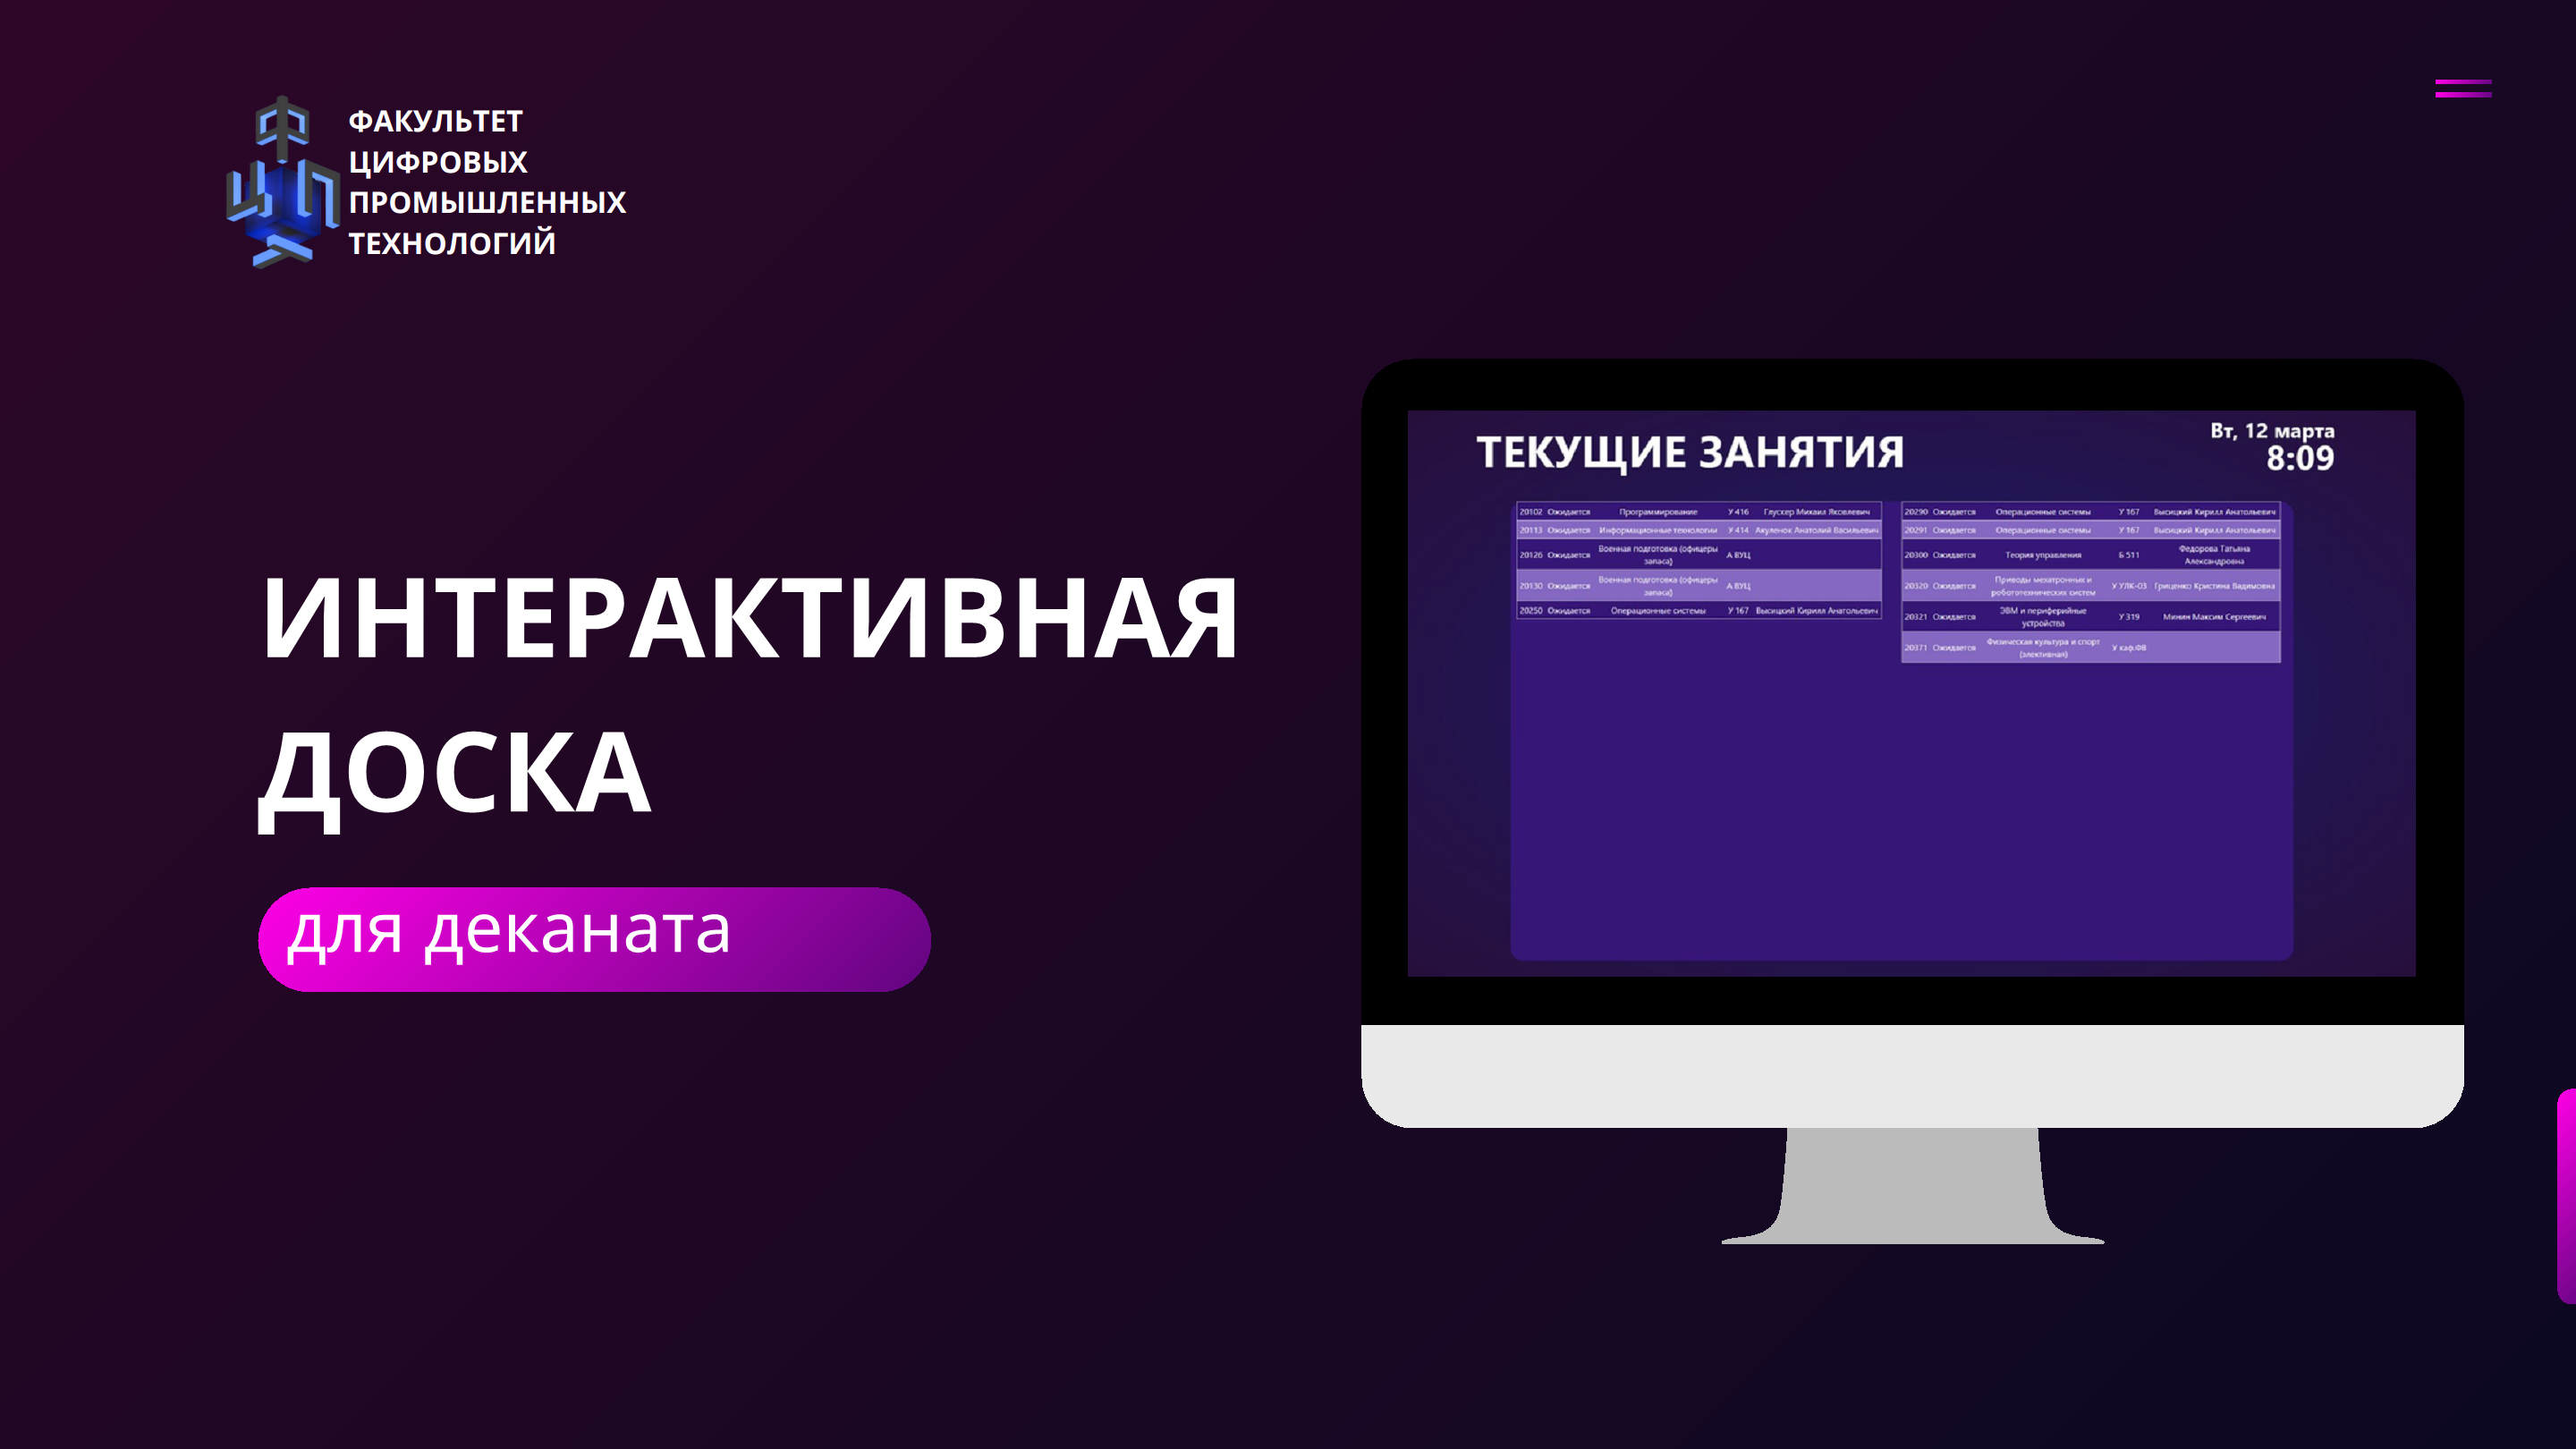 ФАКУЛЬТЕТ
ЦИФРОВЫХ
ПРОМЫШЛЕННЫХ
ТЕХНОЛОГИЙ
ИНТЕРАКТИВНАЯ
ДОСКА
для деканата
ТЕКУЩИЕ ЗАНЯТИЯ
Вт, 12 марта
8:09
20102 Ожидается Программирование У 416 Глускер Михаил Яковлевич
20113 Ожидается Информационные технологии У 414 Акуленок Анатолий Васильевич
20126 Ожидается Военная подготовка (офицеры запаса) А ВУЦ
20130 Ожидается Военная подготовка (офицеры запаса) А ВУЦ
20250 Ожидается Операционные системы У 167 Высицкий Кирилл Анатольевич
20290 Ожидается Операционные системы У 167 Высицкий Кирилл Анатольевич
20291 Ожидается Операционные системы У 167 Высицкий Кирилл Анатольевич
20300 Ожидается Теория управления Б 511 Федорова Татьяна Александровна
20320 Ожидается Приводы мехатронных и робототехнических систем У УЛК-03 Гриценко Кристина Вадимовна
20321 Ожидается ЭВМ и периферийные устройства У 319 Минин Максим Сергеевич
20371 Ожидается Физическая культура и спорт (элективная) У каф.ФВ